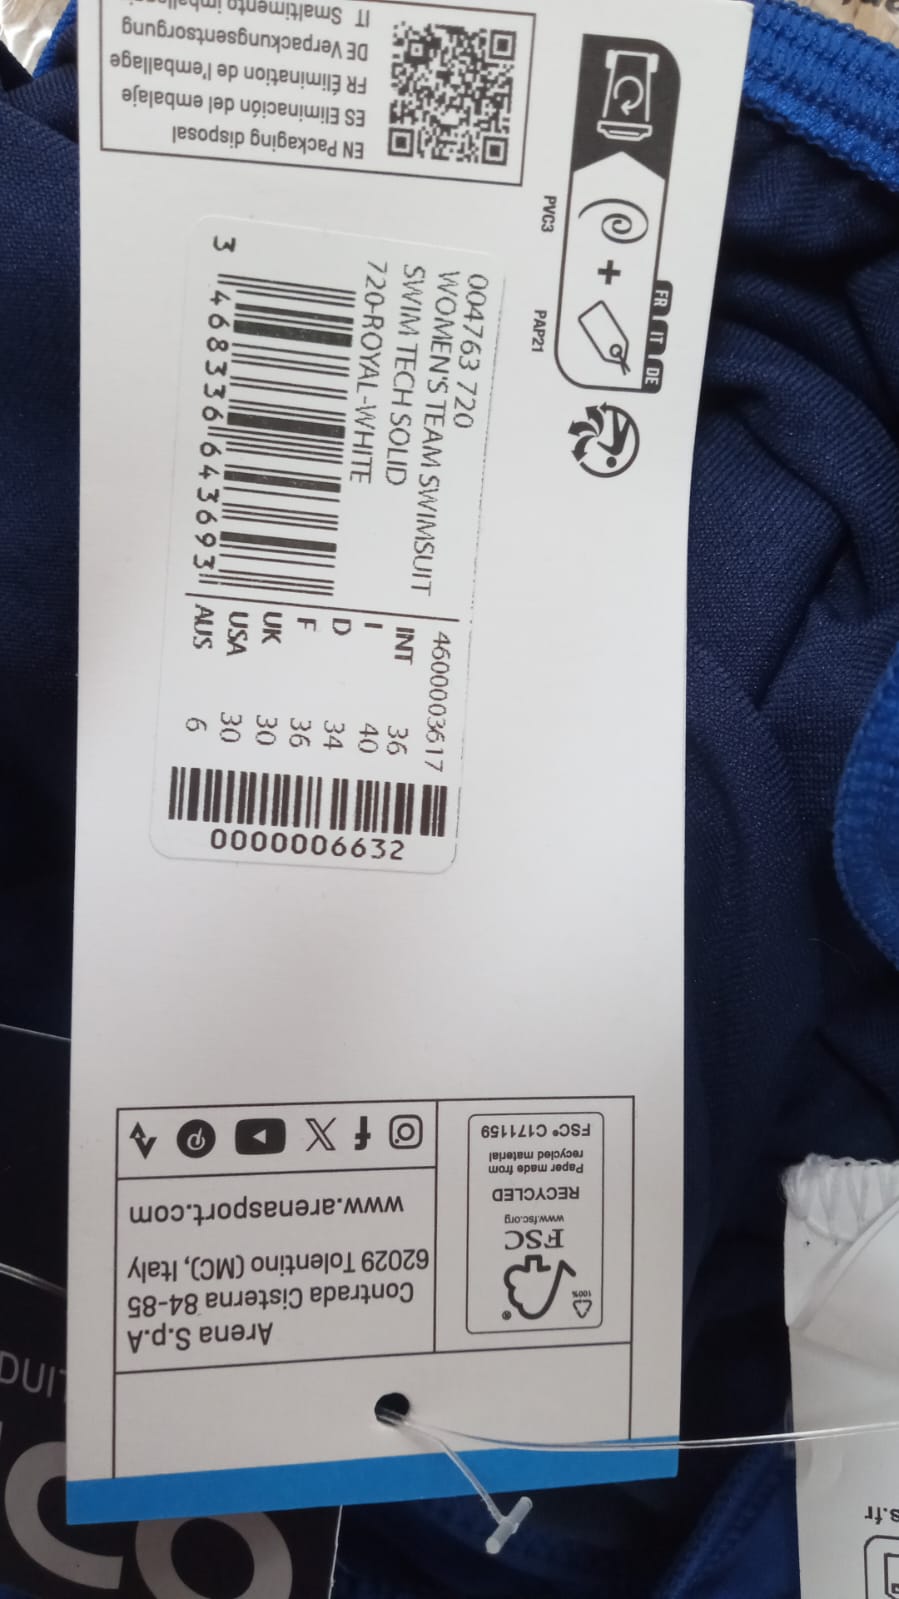 EN Packaging disposal
ES Eliminación del embalaje
FR Élimination de l'emballage
DE Verpackungsentsorgung
IT Smaltimento
PVC3
PAP21
FR IT DE
004763 720
WOMEN'S TEAM SWIMSUIT
SWIM TECH SOLID
720-ROYAL-WHITE
3 468336 643693
4600003617
INT 36
I 40
D 34
F 36
UK 30
USA 30
AUS 6
0000006632
Arena S.p.A
Contrada Cisterna 84-85
62029 Tolentino (MC), Italy
www.arenasport.com
100%
FSC
www.fsc.org
RECYCLED
Paper made from
recycled material
FSC® C171159
s.fr